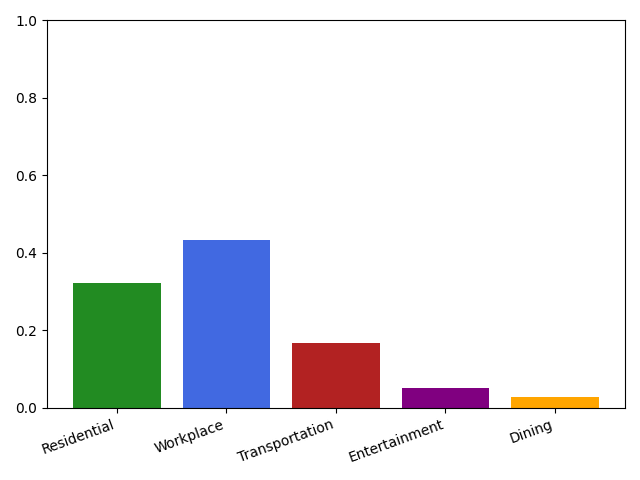 1.0
0.8
0.6
0.4
0.2
0.0
Residential
Workplace
Transportation
Entertainment
Dining